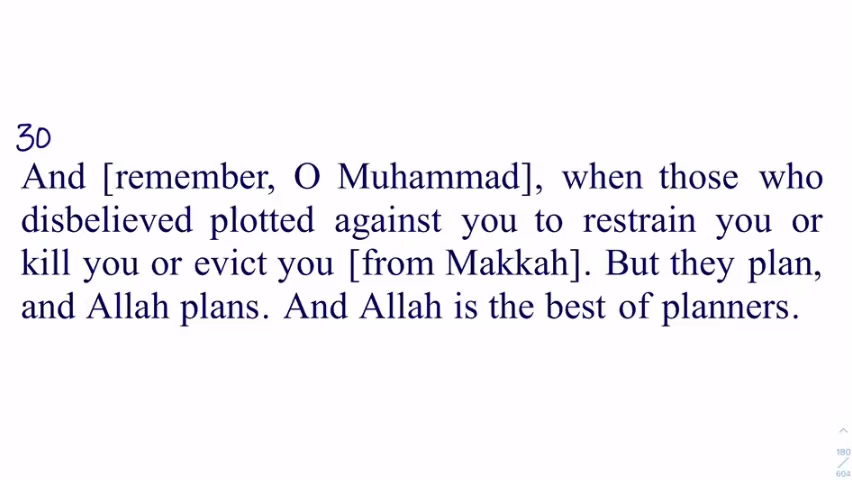 30
And [remember, O Muhammad], when those who
disbelieved plotted against you to restrain you or
kill you or evict you [from Makkah]. But they plan,
and Allah plans. And Allah is the best of planners.
180
604